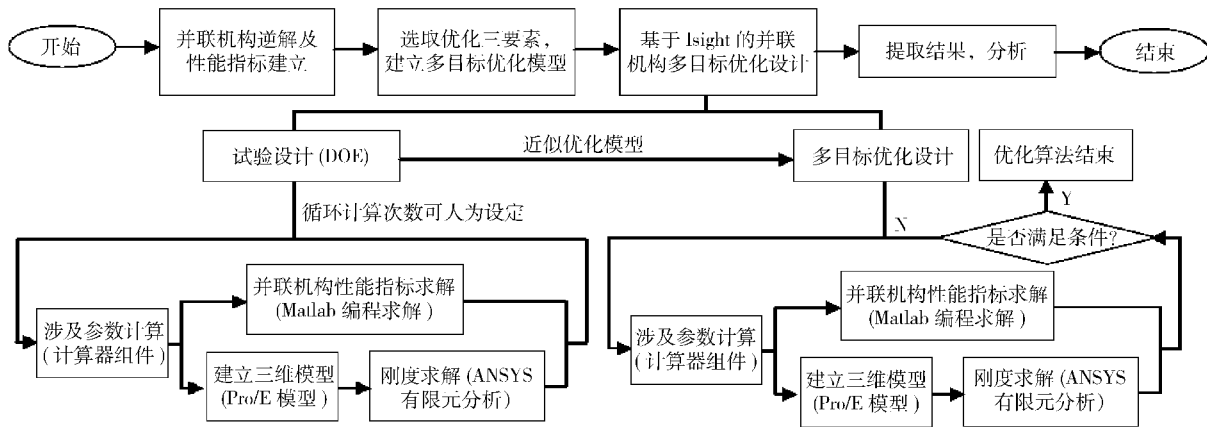 开始
并联机构逆解及
性能指标建立
选取优化三要素，
建立多目标优化模型
基于 Isight 的并联
机构多目标优化设计
提取结果，分析
结束
试验设计 (DOE)
近似优化模型
多目标优化设计
优化算法结束
循环计算次数可人为设定
N
Y
是否满足条件?
并联机构性能指标求解
(Matlab 编程求解 )
涉及参数计算
( 计算器组件 )
建立三维模型
(Pro/E 模型 )
刚度求解 (ANSYS
有限元分析)
并联机构性能指标求解
(Matlab 编程求解 )
涉及参数计算
( 计算器组件 )
建立三维模型
(Pro/E 模型 )
刚度求解 (ANSYS
有限元分析)